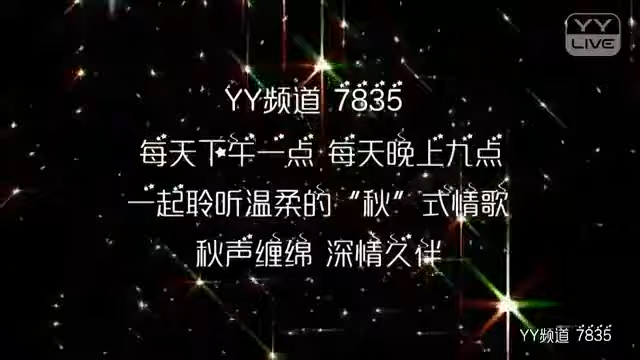 YY
LIVE
YY频道 7835
每天下午一点 每天晚上九点
一起聆听温柔的“秋”式情歌
秋声缠绵 深情久伴
YY频道 7835